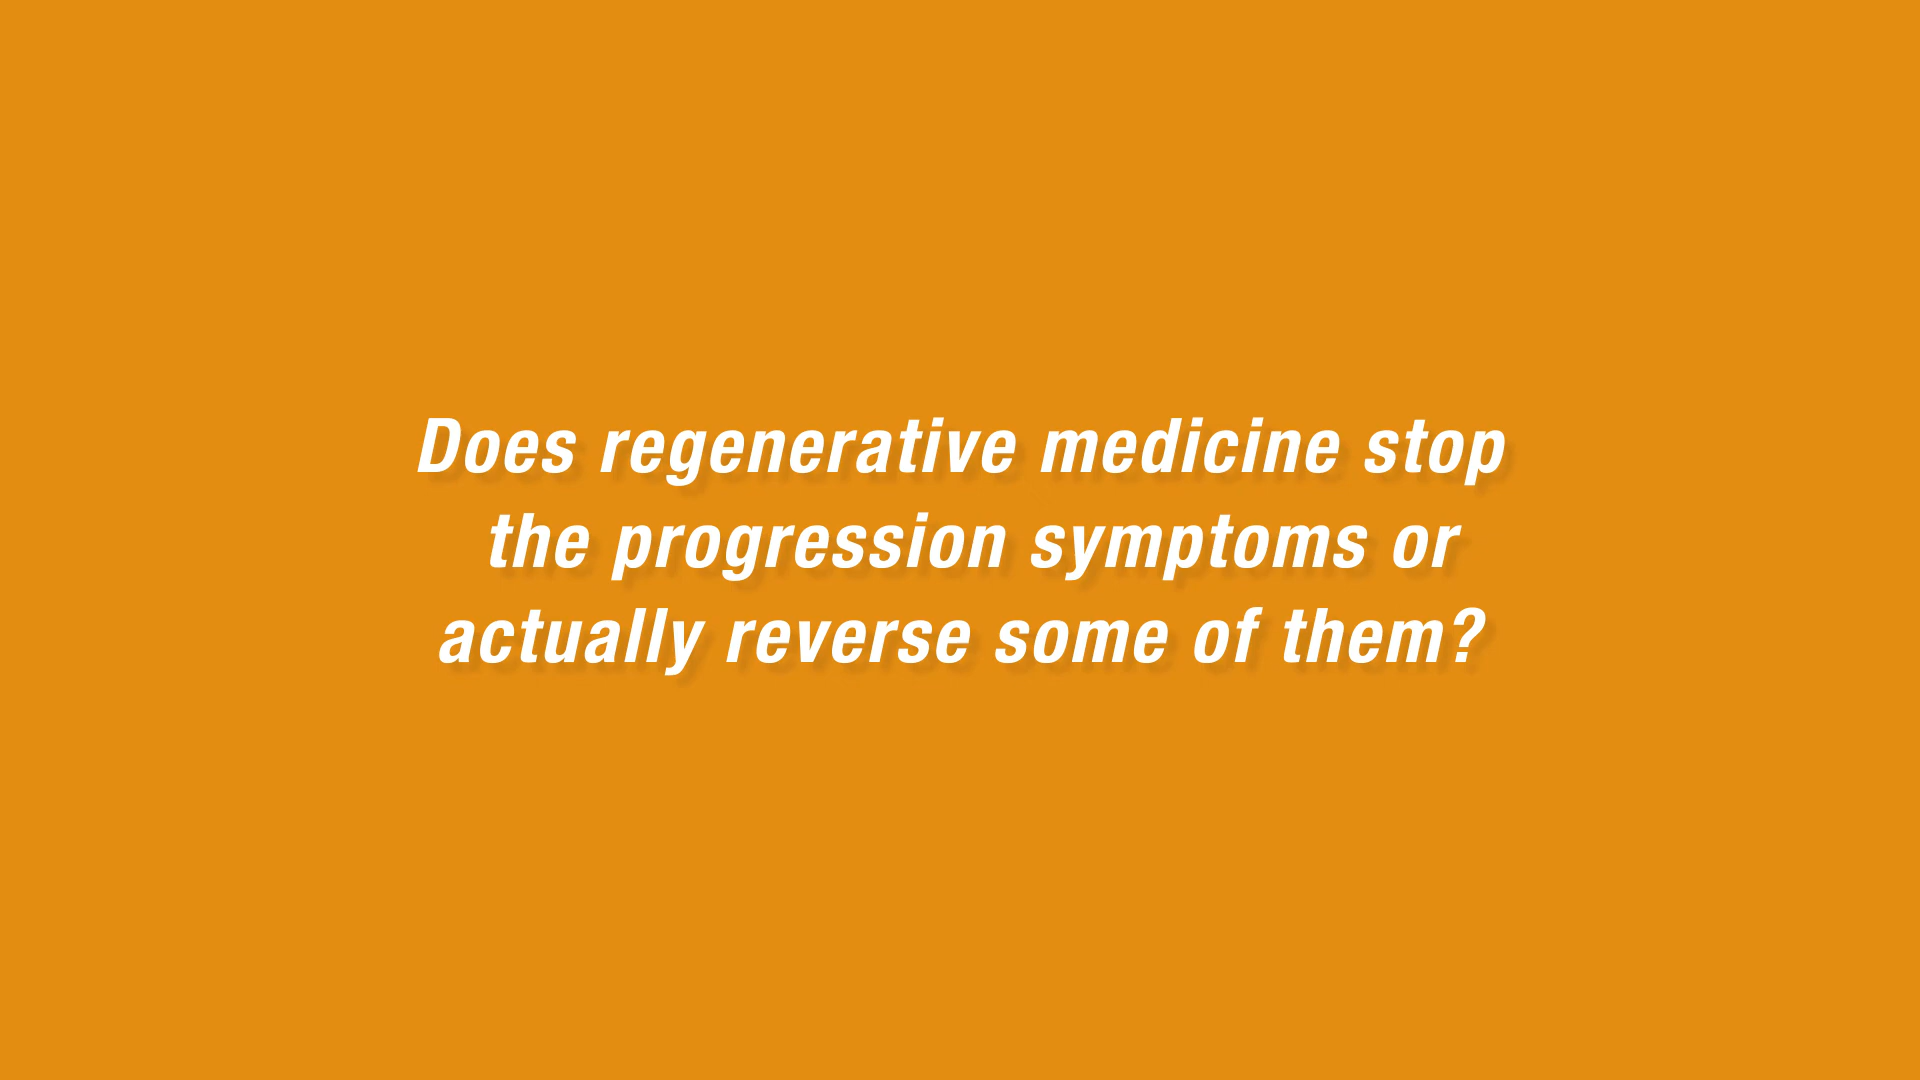 Does regenerative medicine stop
the progression symptoms or
actually reverse some of them?